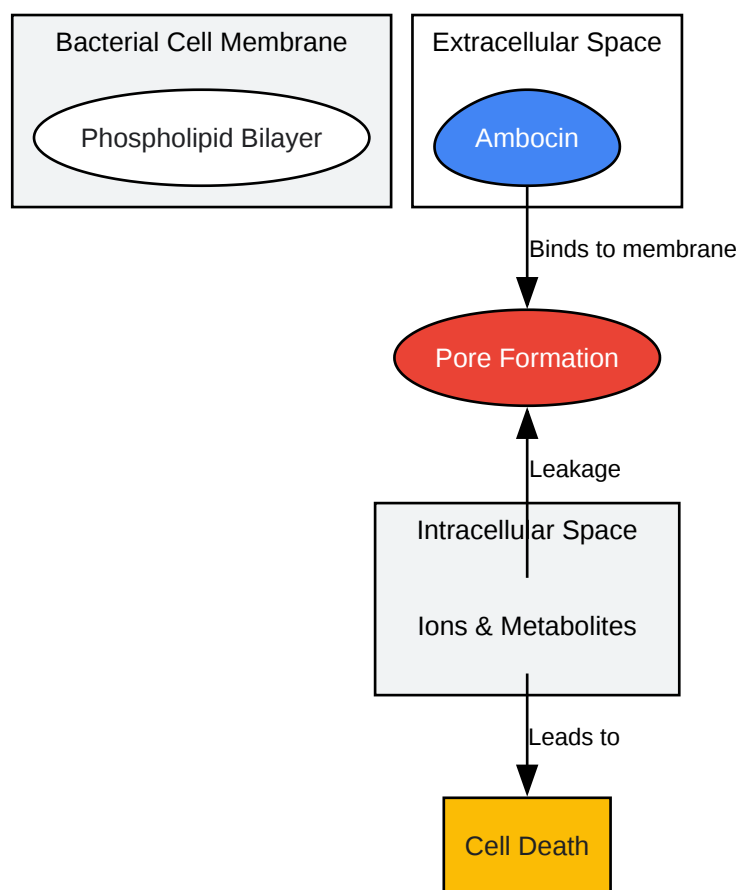 Bacterial Cell Membrane
Phospholipid Bilayer
Extracellular Space
Ambocin
Binds to membrane
Pore Formation
Leakage
Intracellular Space
Ions & Metabolites
Leads to
Cell Death